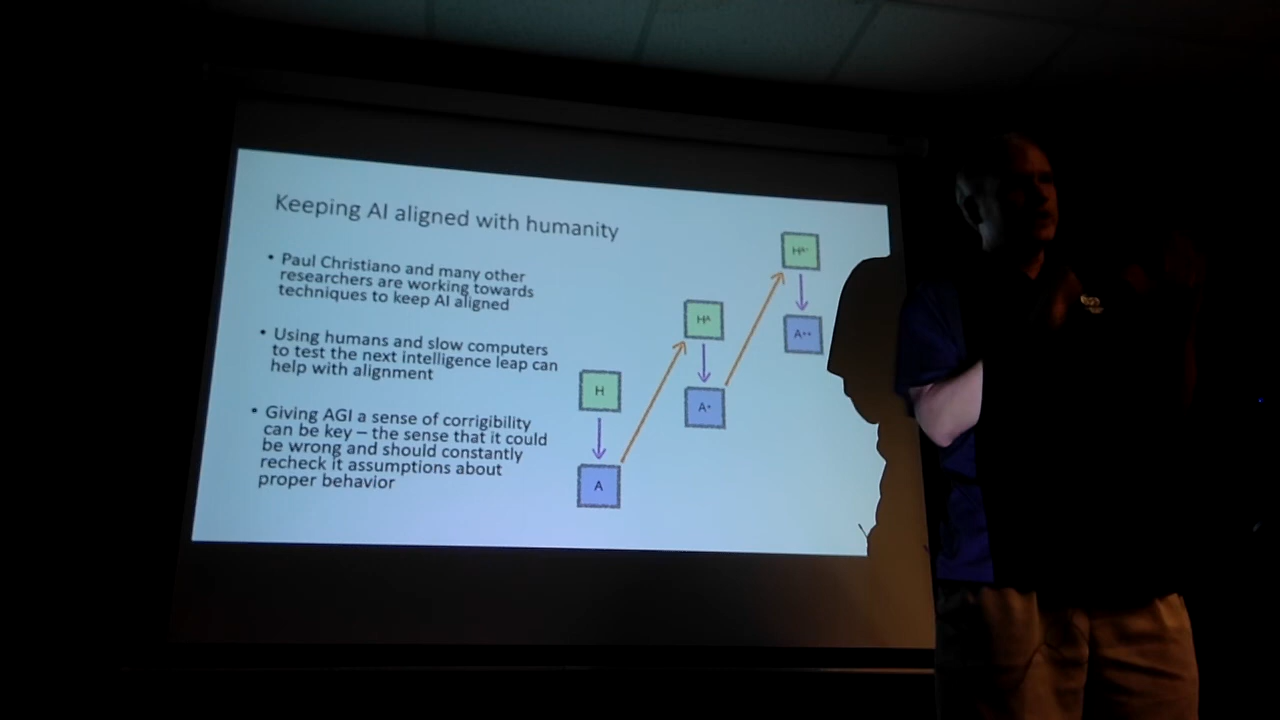 Keeping AI aligned with humanity
• Paul Christiano and many other
researchers are working towards
techniques to keep AI aligned
• Using humans and slow computers
to test the next intelligence leap can
help with alignment
• Giving AGI a sense of corrigibility
can be key – the sense that it could
be wrong and should constantly
recheck it assumptions about
proper behavior
H
A
Hᴬ
A⁺
A⁺⁺